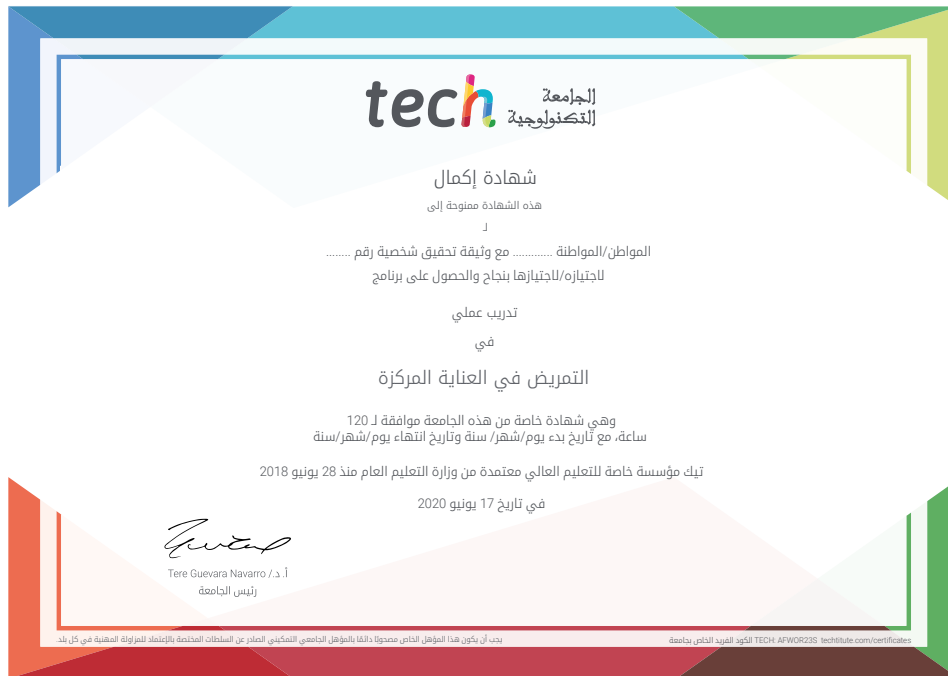 tech
الجامعة
التكنولوجية
شهادة إكمال
هذه الشهادة ممنوحة إلى
لـ
المواطن/المواطنة ............ مع وثيقة تحقيق شخصية رقم ........
لاجتيازه/لاجتيازها بنجاح والحصول على برنامج
تدريب عملي
في
التمريض في العناية المركزة
وهي شهادة خاصة من هذه الجامعة موافقة لـ 120
ساعة، مع تاريخ بدء يوم/شهر/ سنة وتاريخ انتهاء يوم/شهر/سنة
تيك مؤسسة خاصة للتعليم العالي معتمدة من وزارة التعليم العام منذ 28 يونيو 2018
في تاريخ 17 يونيو 2020
أ. د./ Tere Guevara Navarro
رئيس الجامعة
الكود الفريد الخاص بجامعة TECH: AFWOR23S techtitute.com/certificates
يجب أن يكون هذا المؤهل الخاص مصحوبًا دائمًا بالمؤهل الجامعي التمكيني الصادر عن السلطات المختصة بالإعتماد للمزاولة المهنية في كل بلد.